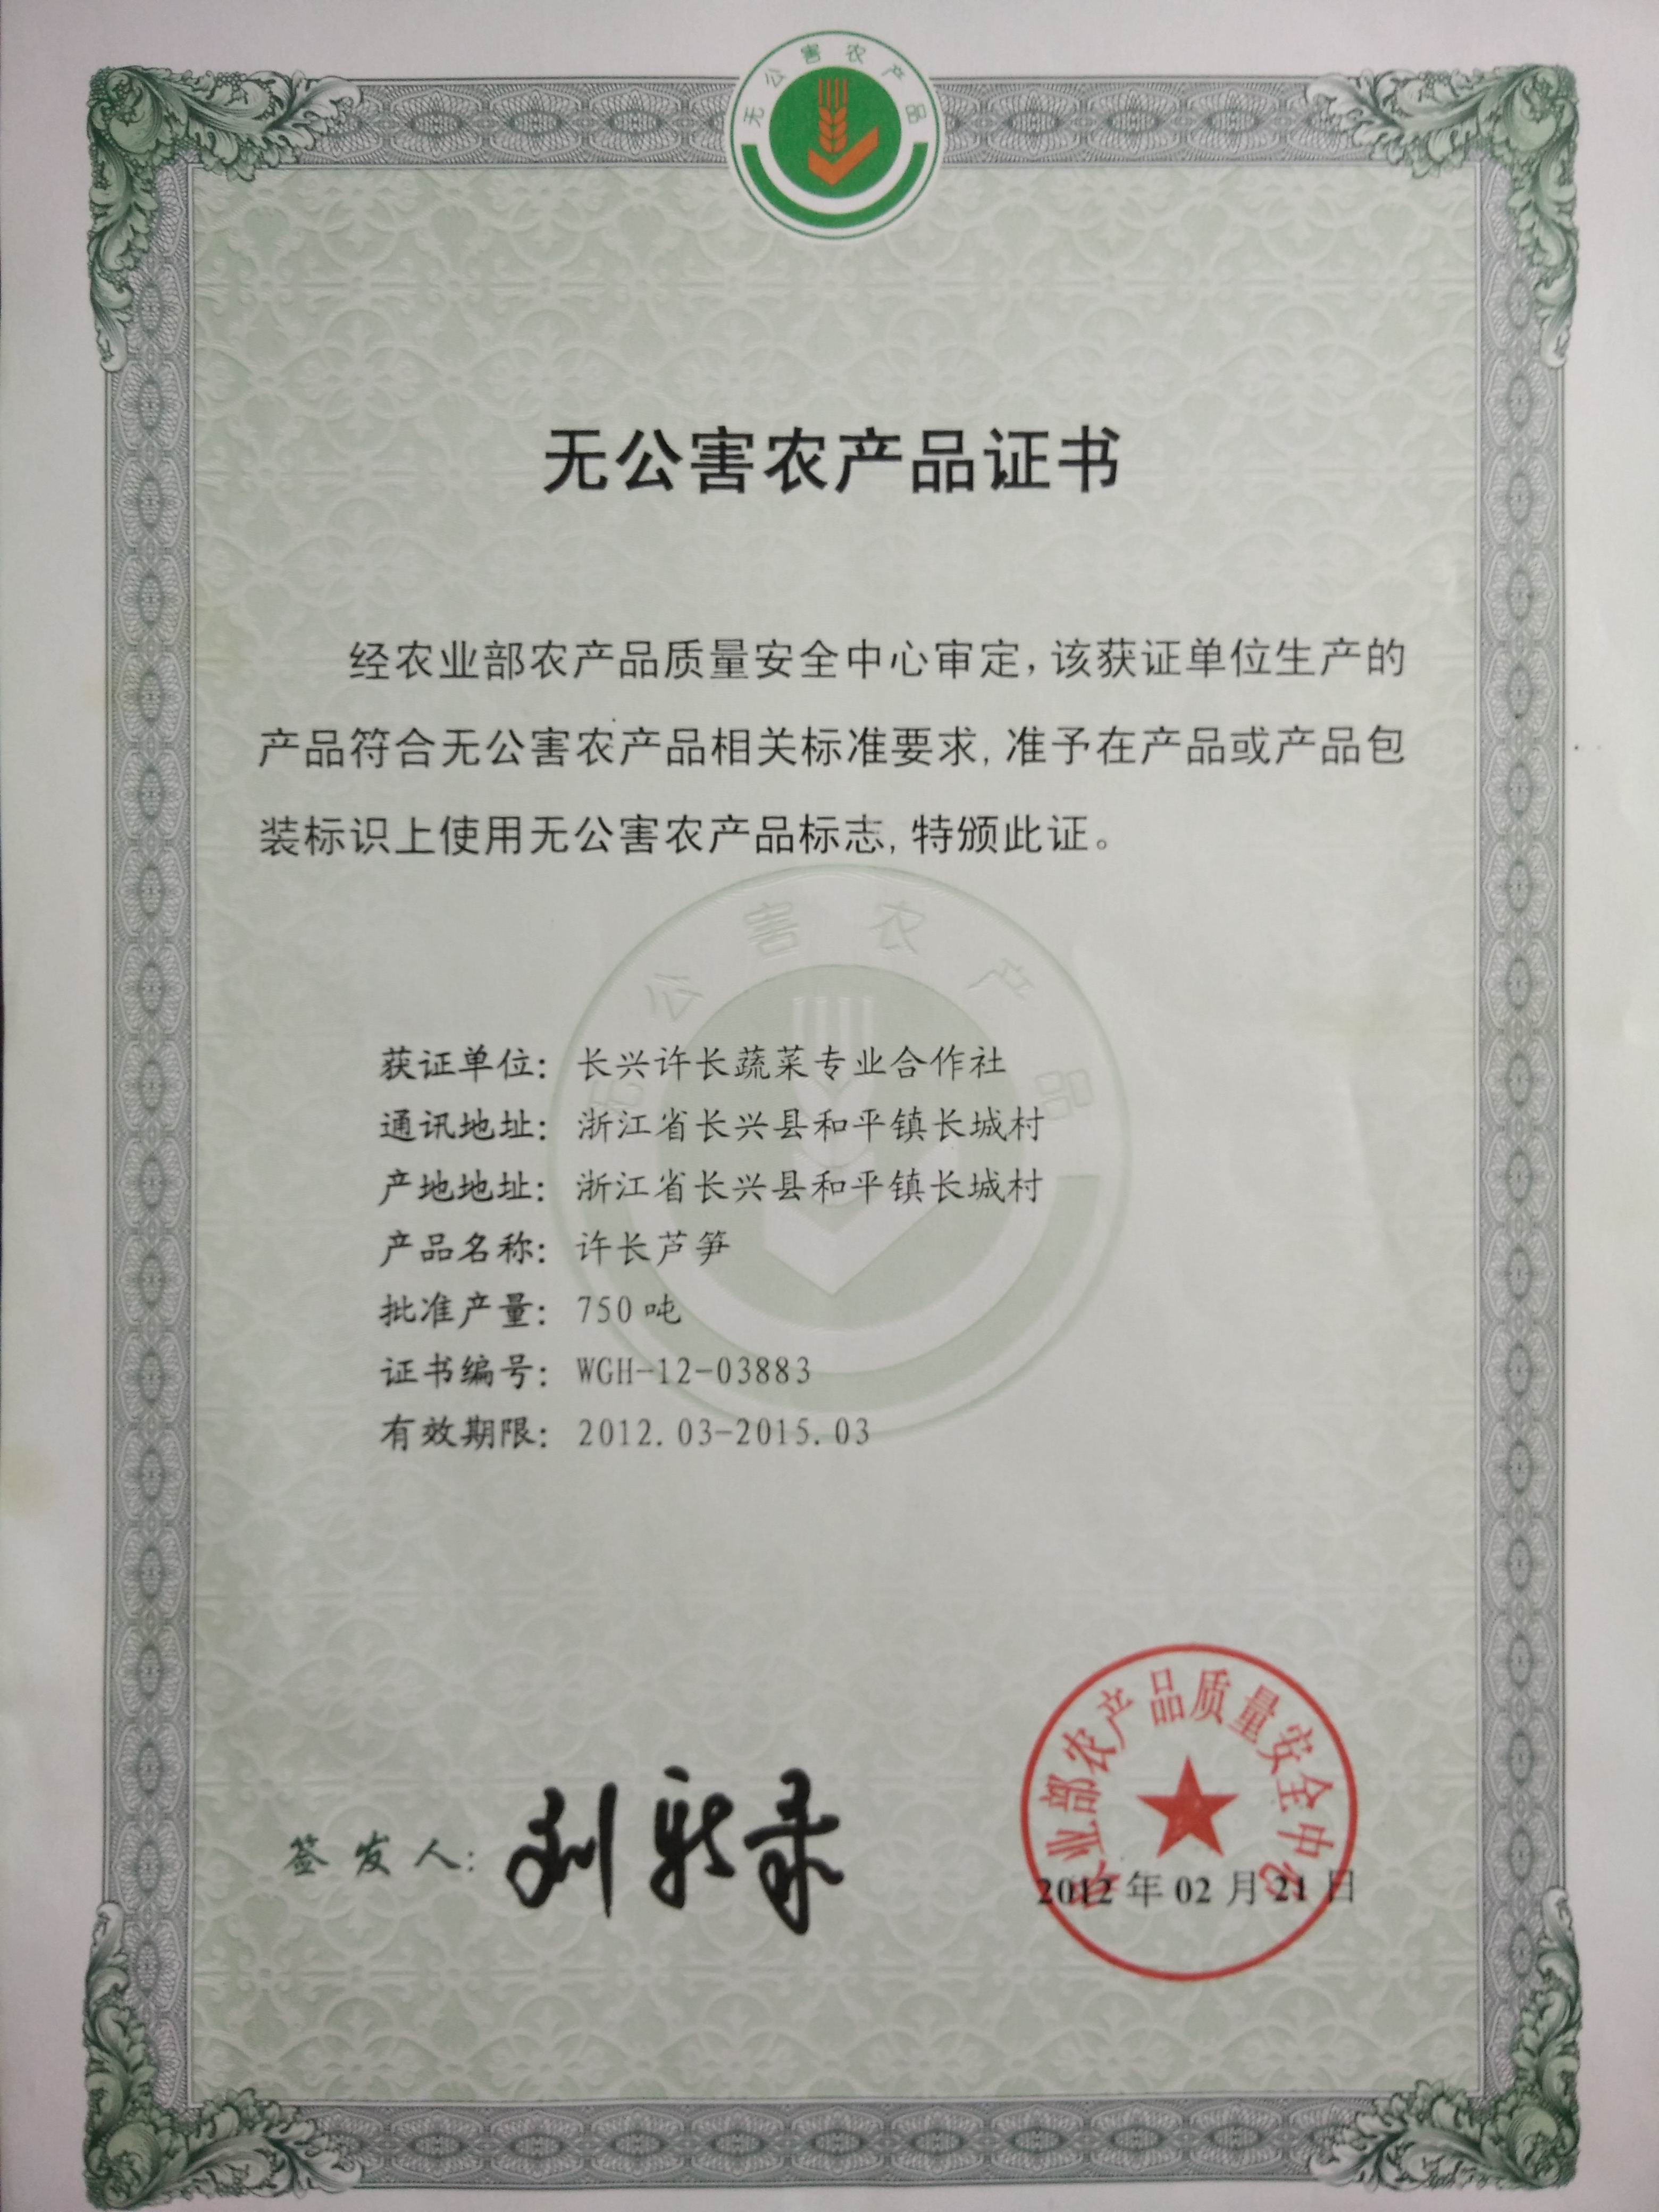 无公害农产品
无公害农产品证书
经农业部农产品质量安全中心审定,该获证单位生产的
产品符合无公害农产品相关标准要求,准予在产品或产品包
装标识上使用无公害农产品标志,特颁此证。
无公害农产品
获证单位: 长兴许长蔬菜专业合作社
通讯地址: 浙江省长兴县和平镇长城村
产地地址: 浙江省长兴县和平镇长城村
产品名称: 许长芦笋
批准产量: 750吨
证书编号: WGH-12-03883
有效期限: 2012.03-2015.03
农业部农产品质量安全中心
签发人: 刘新录
2012年02月21日